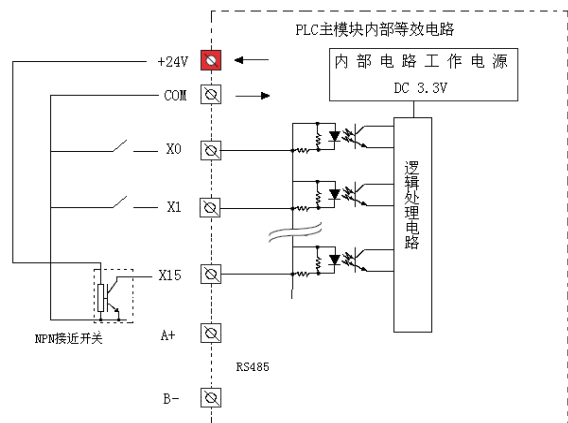 PLC主模块内部等效电路
+24V
内部电路工作电源
DC 3.3V
COM
X0
X1
逻辑处理电路
X15
NPN接近开关
A+
RS485
B-